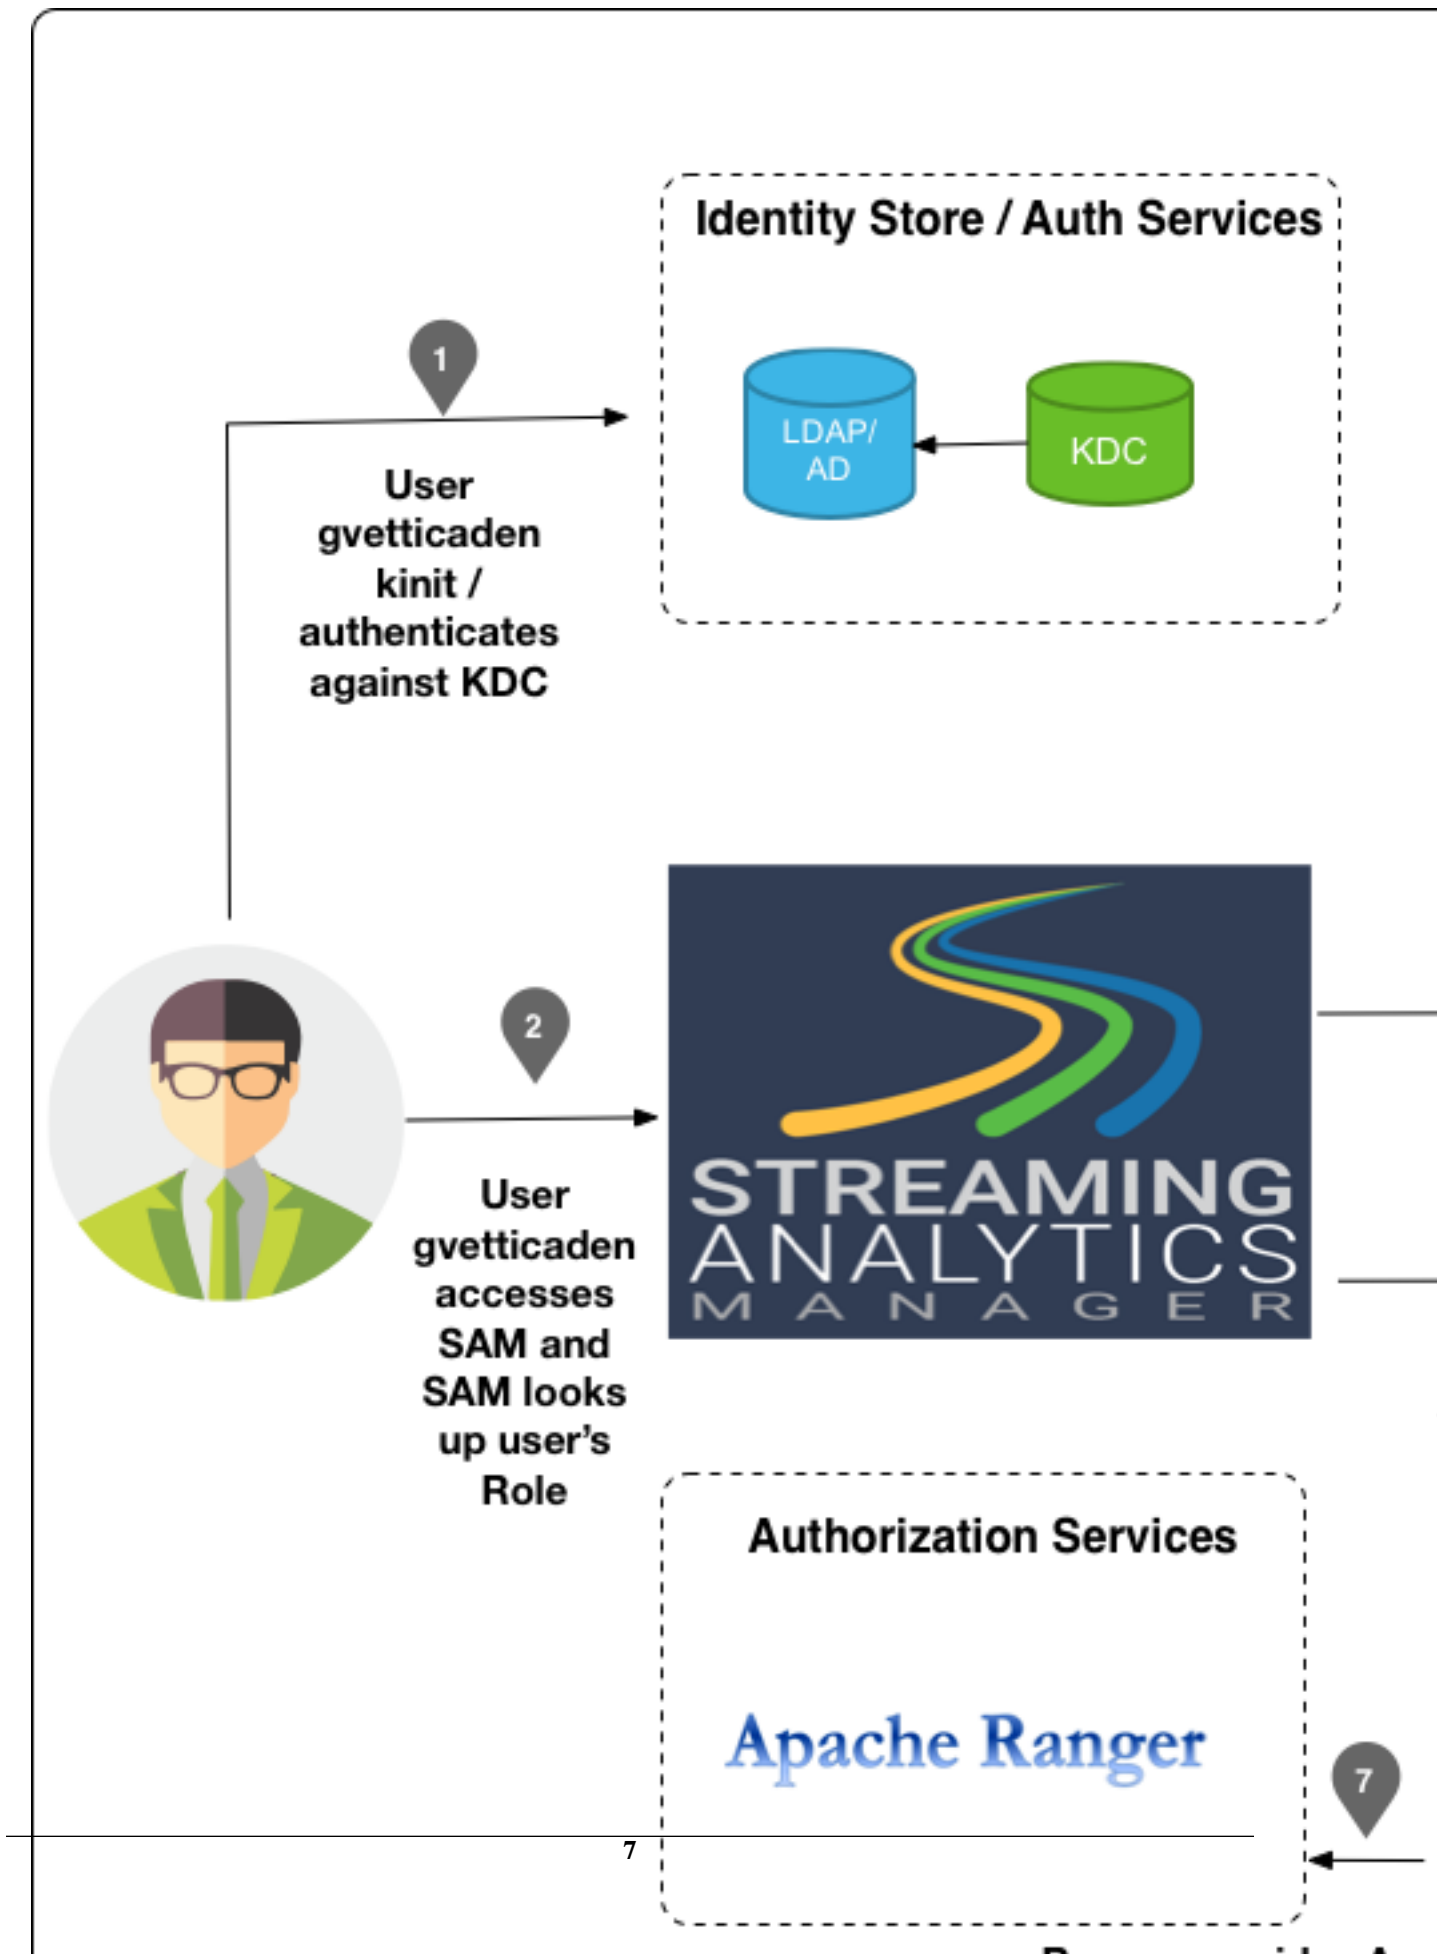 Identity Store / Auth Services
1
LDAP/
AD
KDC
User
gvetticaden
kinit /
authenticates
against KDC
2
User
gvetticaden
accesses
SAM and
SAM looks
up user's
Role
STREAMING
ANALYTICS
MANAGER
Authorization Services
Apache Ranger
7
7